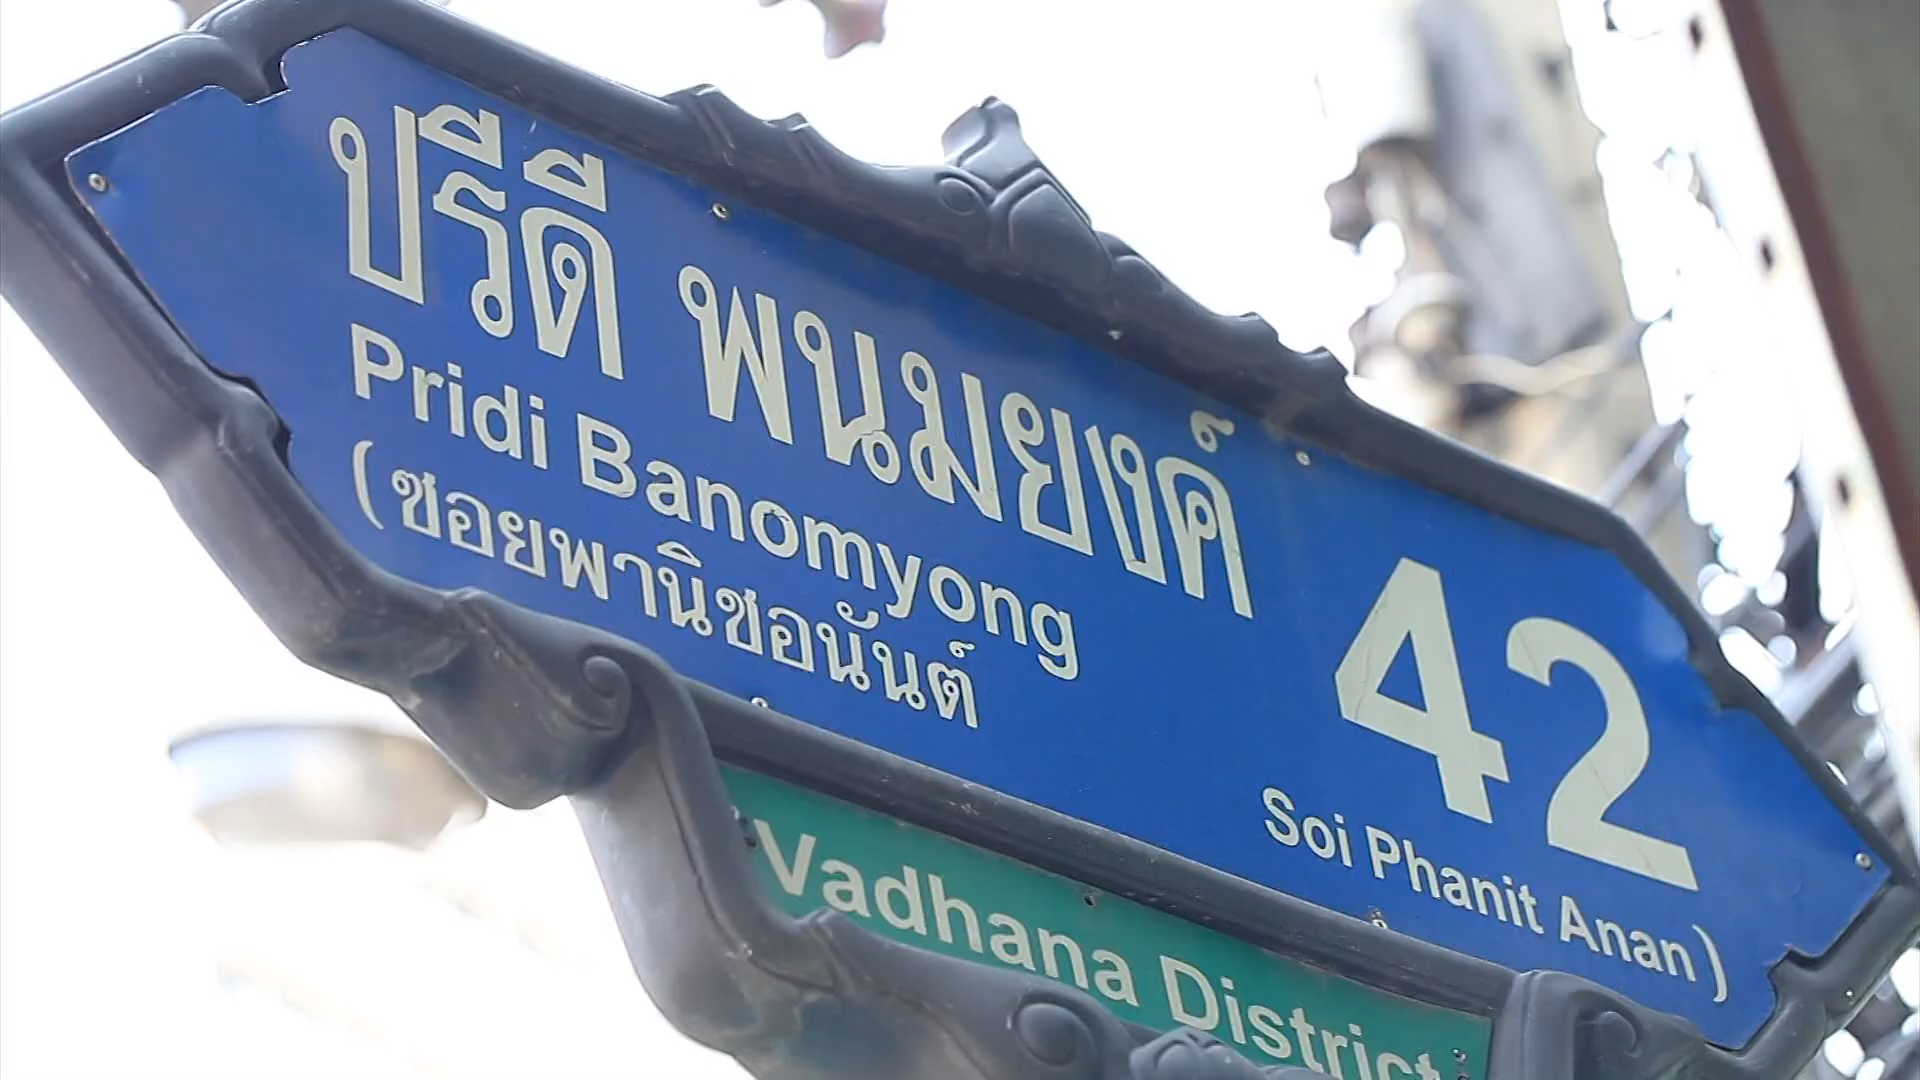 ปรีดี พนมยงค์ 42
Pridi Banomyong
(ซอยพานิชอนันต์
Soi Phanit Anan)
Vadhana District